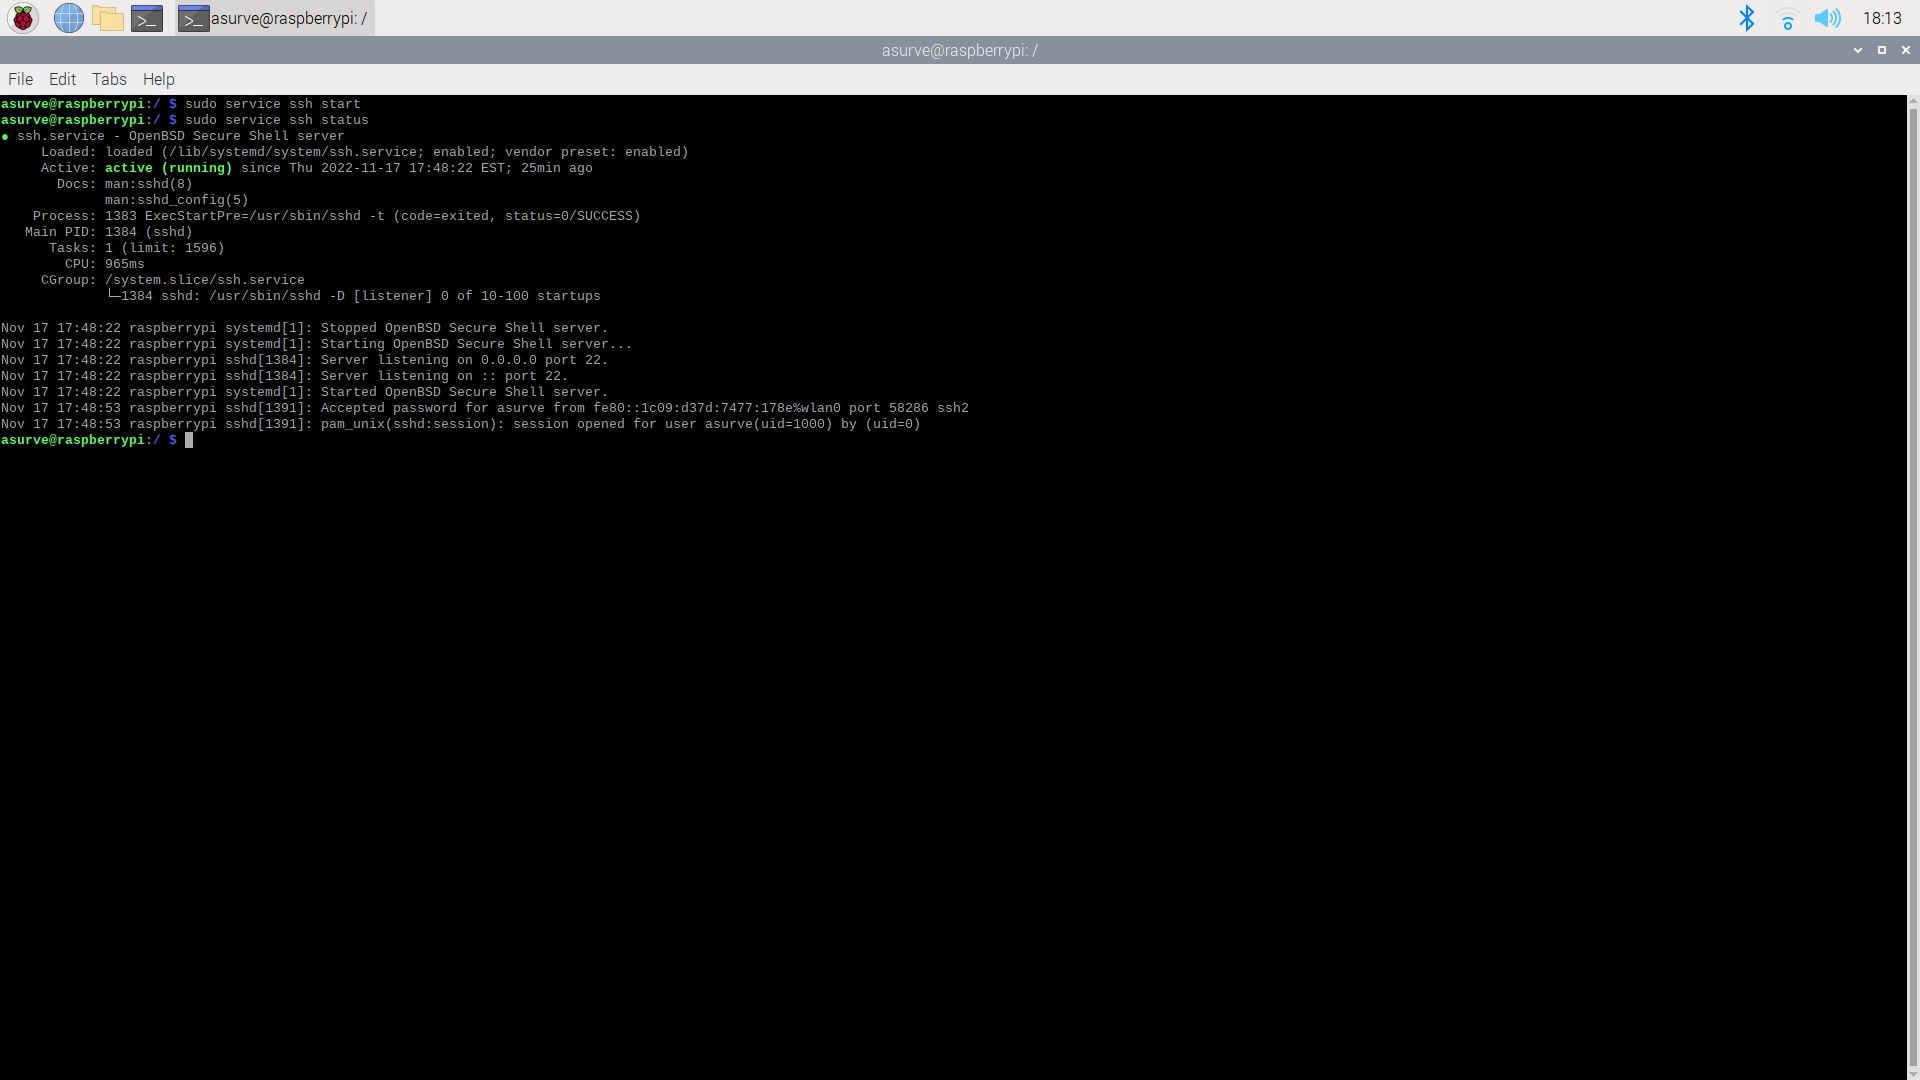 asurve@raspberrypi: /
18:13
asurve@raspberrypi: /
File Edit Tabs Help
asurve@raspberrypi:/ $ sudo service ssh start
asurve@raspberrypi:/ $ sudo service ssh status
● ssh.service - OpenBSD Secure Shell server
     Loaded: loaded (/lib/systemd/system/ssh.service; enabled; vendor preset: enabled)
     Active: active (running) since Thu 2022-11-17 17:48:22 EST; 25min ago
       Docs: man:sshd(8)
             man:sshd_config(5)
    Process: 1383 ExecStartPre=/usr/sbin/sshd -t (code=exited, status=0/SUCCESS)
   Main PID: 1384 (sshd)
      Tasks: 1 (limit: 1596)
        CPU: 965ms
     CGroup: /system.slice/ssh.service
             └─1384 sshd: /usr/sbin/sshd -D [listener] 0 of 10-100 startups
Nov 17 17:48:22 raspberrypi systemd[1]: Stopped OpenBSD Secure Shell server.
Nov 17 17:48:22 raspberrypi systemd[1]: Starting OpenBSD Secure Shell server...
Nov 17 17:48:22 raspberrypi sshd[1384]: Server listening on 0.0.0.0 port 22.
Nov 17 17:48:22 raspberrypi sshd[1384]: Server listening on :: port 22.
Nov 17 17:48:22 raspberrypi systemd[1]: Started OpenBSD Secure Shell server.
Nov 17 17:48:53 raspberrypi sshd[1391]: Accepted password for asurve from fe80::1c09:d37d:7477:178e%wlan0 port 58286 ssh2
Nov 17 17:48:53 raspberrypi sshd[1391]: pam_unix(sshd:session): session opened for user asurve(uid=1000) by (uid=0)
asurve@raspberrypi:/ $